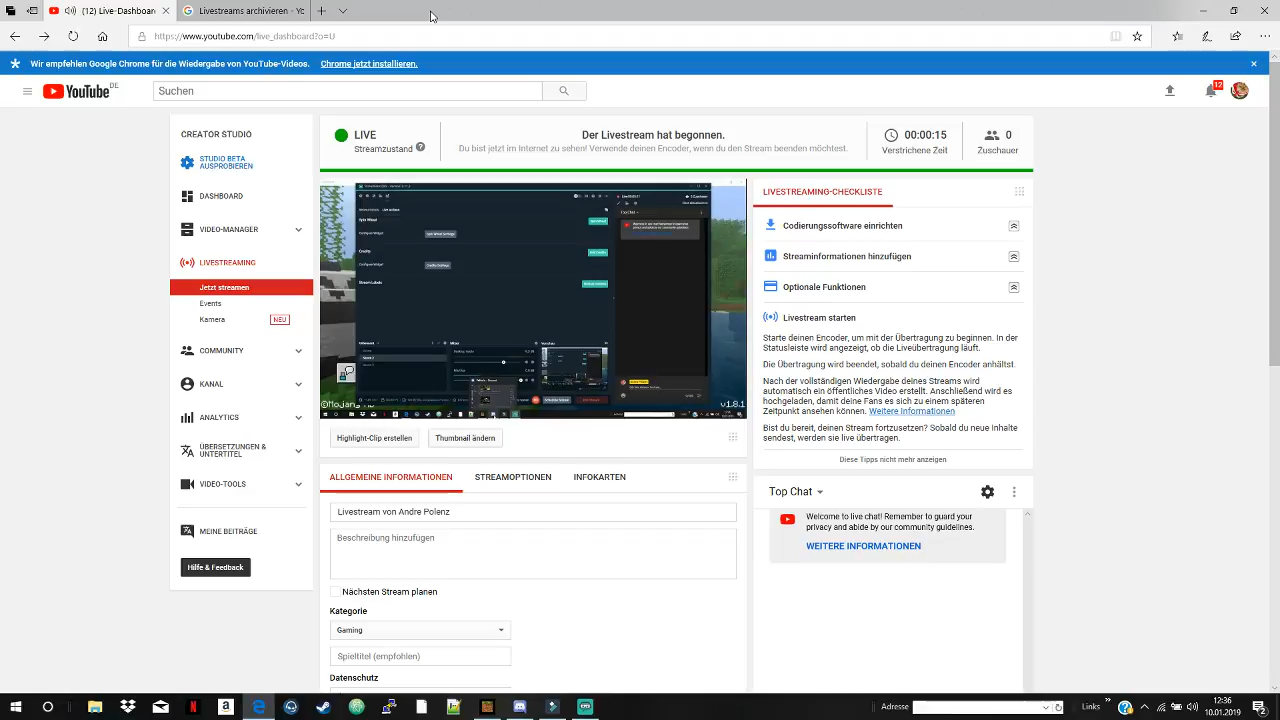 (12) Live-Dashboar
Livestreams archivieren - Yo
https://www.youtube.com/live_dashboard?o=U
Wir empfehlen Google Chrome für die Wiedergabe von YouTube-Videos. Chrome jetzt installieren.
YouTube DE
Suchen
12
CREATOR STUDIO
STUDIO BETA
AUSPROBIEREN
DASHBOARD
VIDEO-MANAGER
LIVESTREAMING
Jetzt streamen
Events
Kamera NEU
COMMUNITY
KANAL
ANALYTICS
ÜBERSETZUNGEN &
UNTERTITEL
VIDEO-TOOLS
MEINE BEITRÄGE
Hilfe & Feedback
LIVE
Streamzustand ?
Der Livestream hat begonnen.
Du bist jetzt im Internet zu sehen! Verwende deinen Encoder, wenn du den Stream beenden möchtest.
00:00:15
Verstrichene Zeit
0
Zuschauer
©Mojang AB
v1.8.1
Highlight-Clip erstellen
Thumbnail ändern
ALLGEMEINE INFORMATIONEN
STREAMOPTIONEN
INFOKARTEN
Livestream von Andre Polenz
Beschreibung hinzufügen
Nächsten Stream planen
Kategorie
Gaming
Spieltitel (empfohlen)
Datenschutz
LIVESTREAMING-CHECKLISTE
Codierungssoftware einrichten
Streaminformationen hinzufügen
Optionale Funktionen
Livestream starten
Starte deinen Encoder, um mit der Übertragung zu beginnen. In der
Statusleiste wird angezeigt, ob die Liveübertragung läuft.
Die Übertragung wird beendet, sobald du deinen Encoder anhältst.
Nach der vollständigen Wiedergabe deines Streams wird
automatisch ein öffentliches Video erstellt. Anschließend wird es
hochgeladen, damit deine Fans es sich zu einem späteren
Zeitpunkt ansehen können. Weitere Informationen
Bist du bereit, deinen Stream fortzusetzen? Sobald du neue Inhalte
sendest, werden sie live übertragen.
Diese Tipps nicht mehr anzeigen
Top Chat
Welcome to live chat! Remember to guard your
privacy and abide by our community guidelines.
WEITERE INFORMATIONEN
Adresse
Links
12:36
10.01.2019